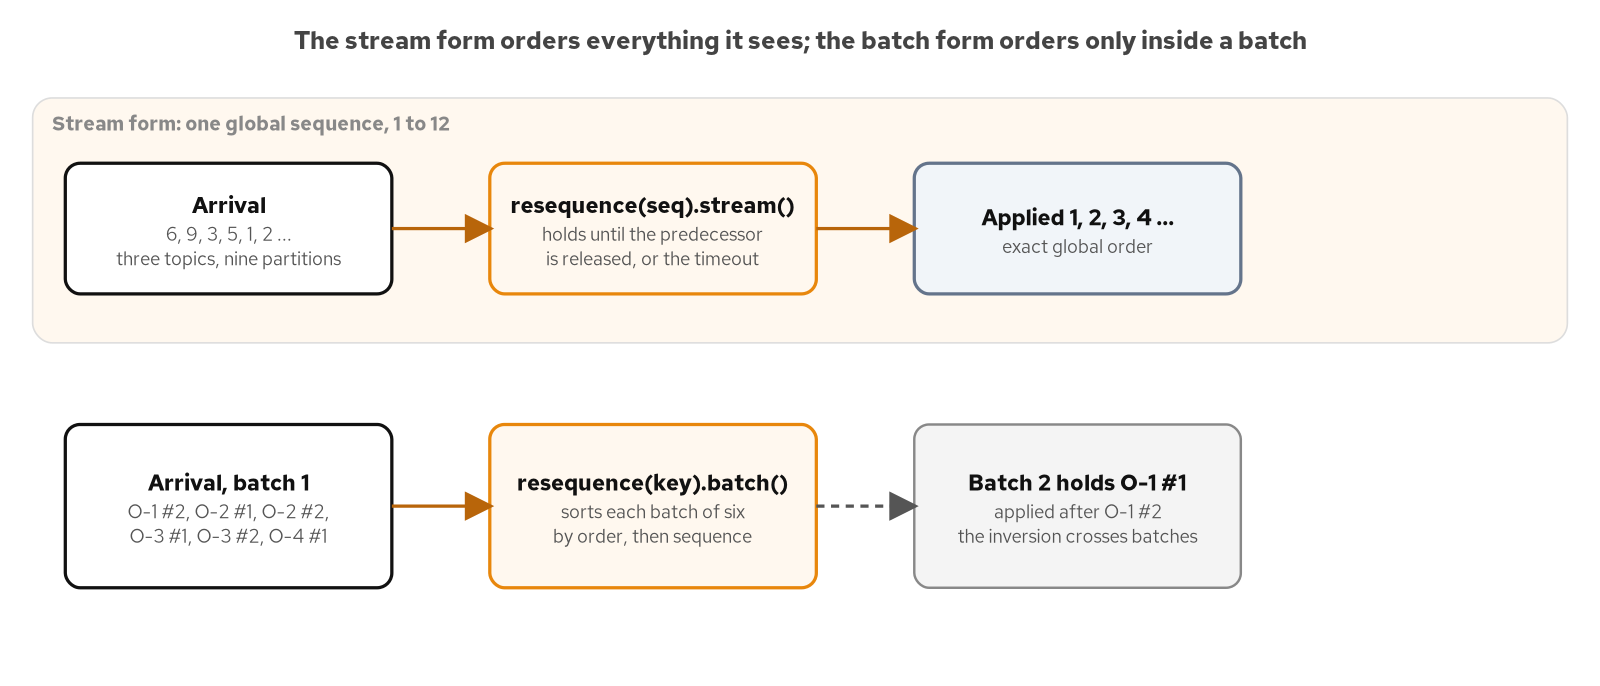 The stream form orders everything it sees; the batch form orders only inside a batch
Stream form: one global sequence, 1 to 12
Arrival
6, 9, 3, 5, 1, 2 ...
three topics, nine partitions
resequence(seq).stream()
holds until the predecessor
is released, or the timeout
Applied 1, 2, 3, 4 ...
exact global order
Arrival, batch 1
O-1 #2, O-2 #1, O-2 #2,
O-3 #1, O-3 #2, O-4 #1
resequence(key).batch()
sorts each batch of six
by order, then sequence
Batch 2 holds O-1 #1
applied after O-1 #2
the inversion crosses batches